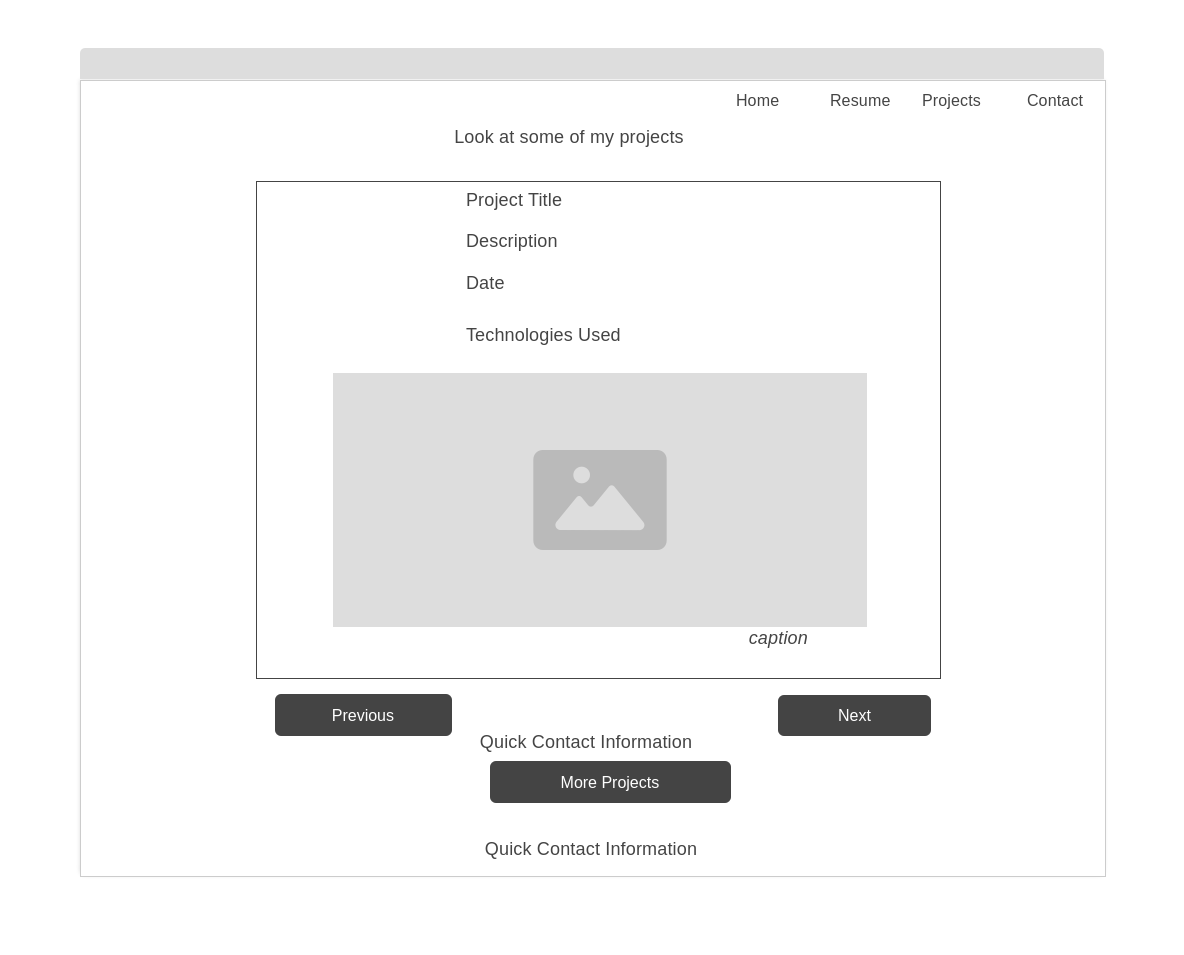 Home Resume Projects Contact
Look at some of my projects
Project Title
Description
Date
Technologies Used
caption
Previous Next
Quick Contact Information
More Projects
Quick Contact Information